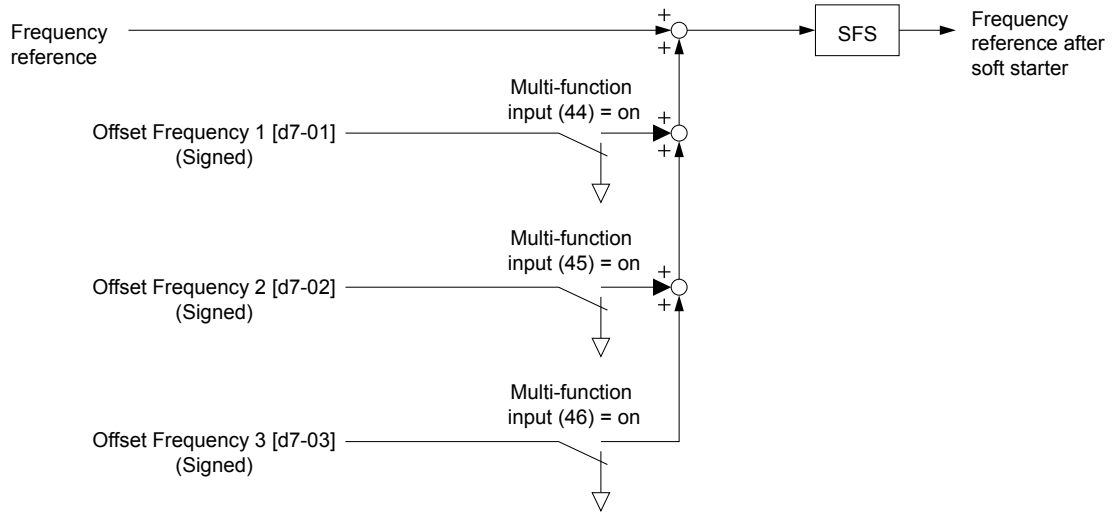 Frequency
reference
+
+
SFS
Frequency
reference after
soft starter
Multi-function
input (44) = on
Offset Frequency 1 [d7-01]
(Signed)
+
+
Multi-function
input (45) = on
Offset Frequency 2 [d7-02]
(Signed)
+
+
Multi-function
input (46) = on
Offset Frequency 3 [d7-03]
(Signed)